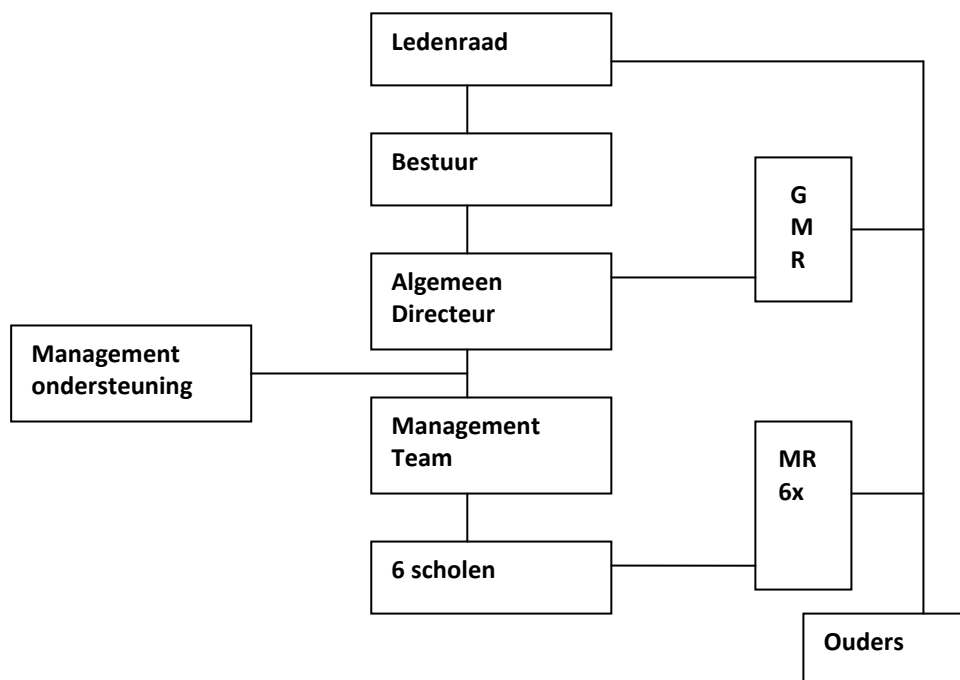 Ledenraad
Bestuur
G
M
R
Algemeen
Directeur
Management
ondersteuning
Management
Team
MR
6x
6 scholen
Ouders